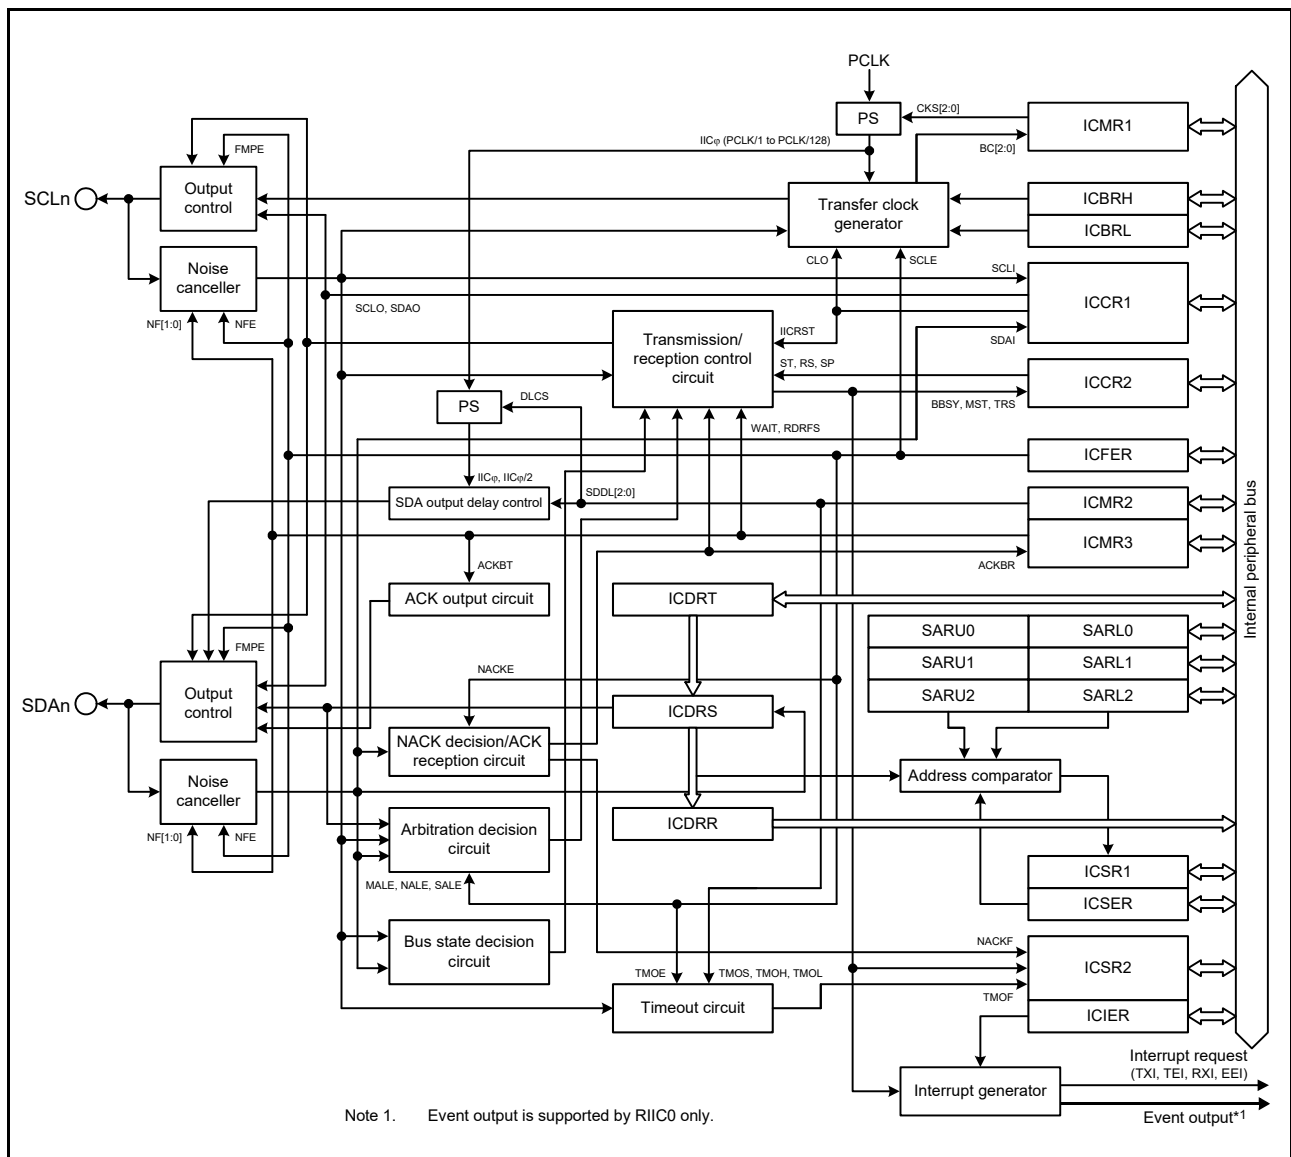 PCLK
PS
CKS[2:0]
ICMR1
IICφ (PCLK/1 to PCLK/128)
BC[2:0]
FMPE
SCLn
Output
control
Transfer clock
generator
ICBRH
ICBRL
Noise
canceller
CLO
SCLE
SCLI
ICCR1
SCLO, SDAO
NF[1:0]
NFE
Transmission/
reception control
circuit
IICRST
SDAI
ST, RS, SP
ICCR2
BBSY, MST, TRS
PS
DLCS
WAIT, RDRFS
ICFER
IICφ, IICφ/2
SDDL[2:0]
SDA output delay control
ICMR2
ICMR3
ACKBR
ACKBT
ACK output circuit
ICDRT
Internal peripheral bus
SARU0
SARL0
SARU1
SARL1
SARU2
SARL2
FMPE
SDAn
Output
control
NACKE
ICDRS
NACK decision/ACK
reception circuit
Address comparator
Noise
canceller
ICDRR
NF[1:0]
NFE
Arbitration decision
circuit
MALE, NALE, SALE
ICSR1
ICSER
Bus state decision
circuit
NACKF
ICSR2
TMOE
TMOS, TMOH, TMOL
TMOF
Timeout circuit
ICIER
Interrupt generator
Interrupt request
(TXI, TEI, RXI, EEI)
Event output*1
Note 1. Event output is supported by RIIC0 only.